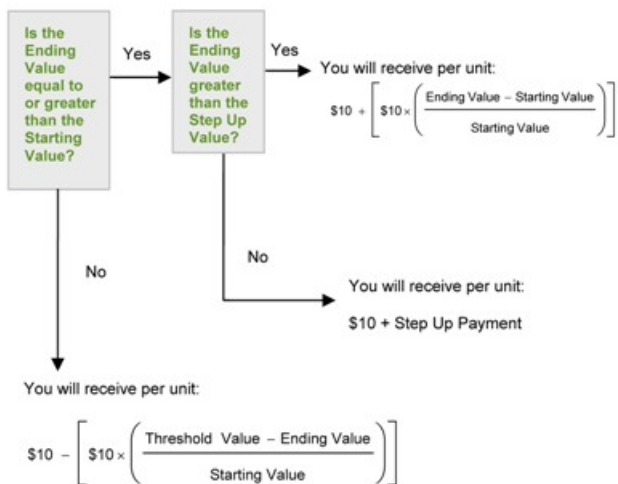 Is the
Ending
Value
equal to
or greater
than the
Starting
Value?
Yes
Is the
Ending
Value
greater
than the
Step Up
Value?
Yes
You will receive per unit:
$10 + [ $10 × ( Ending Value – Starting Value
Starting Value ) ]
No
No
You will receive per unit:
$10 + Step Up Payment
You will receive per unit:
$10 – [ $10 × ( Threshold Value – Ending Value
Starting Value ) ]